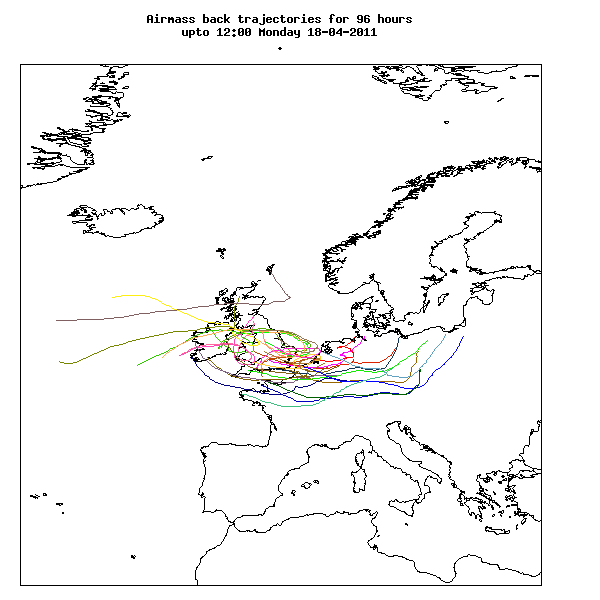 Airmass back trajectories for 96 hours
upto 12:00 Monday 18-04-2011